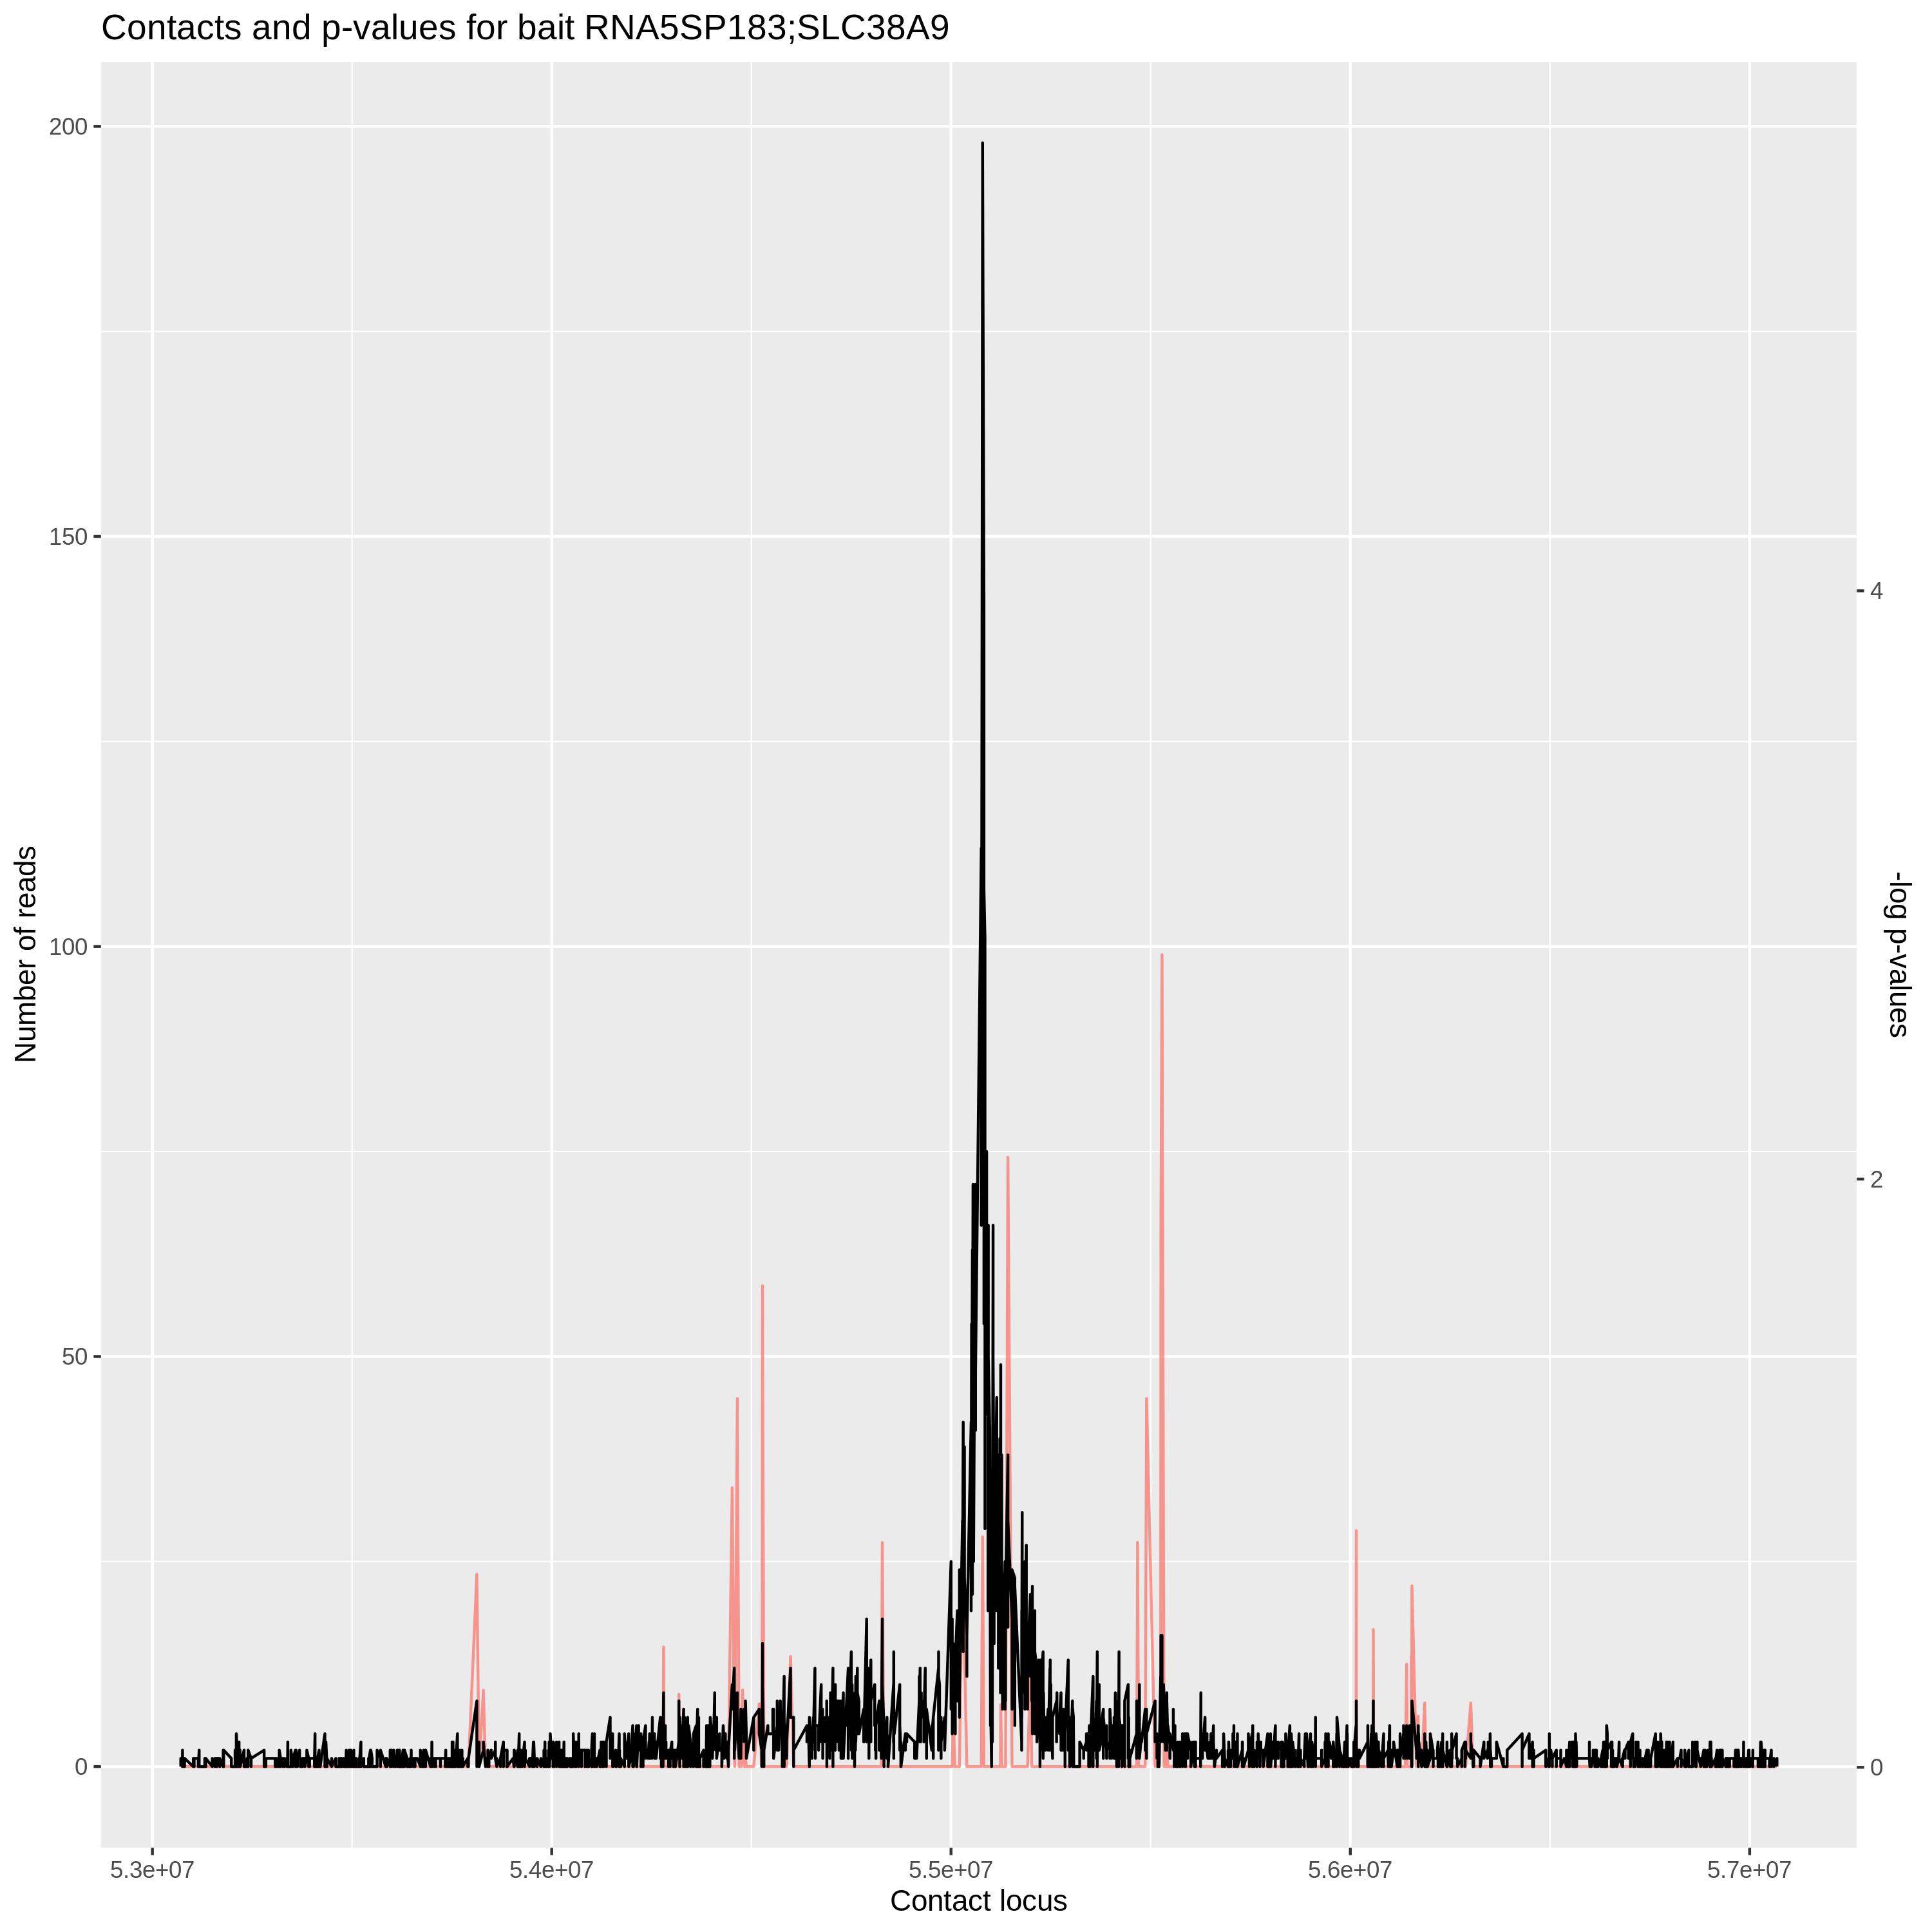 Contacts and p-values for bait RNA5SP183;SLC38A9
200
150
100
50
0
Number of reads
4
2
0
-log p-values
5.3e+07
5.4e+07
5.5e+07
5.6e+07
5.7e+07
Contact locus